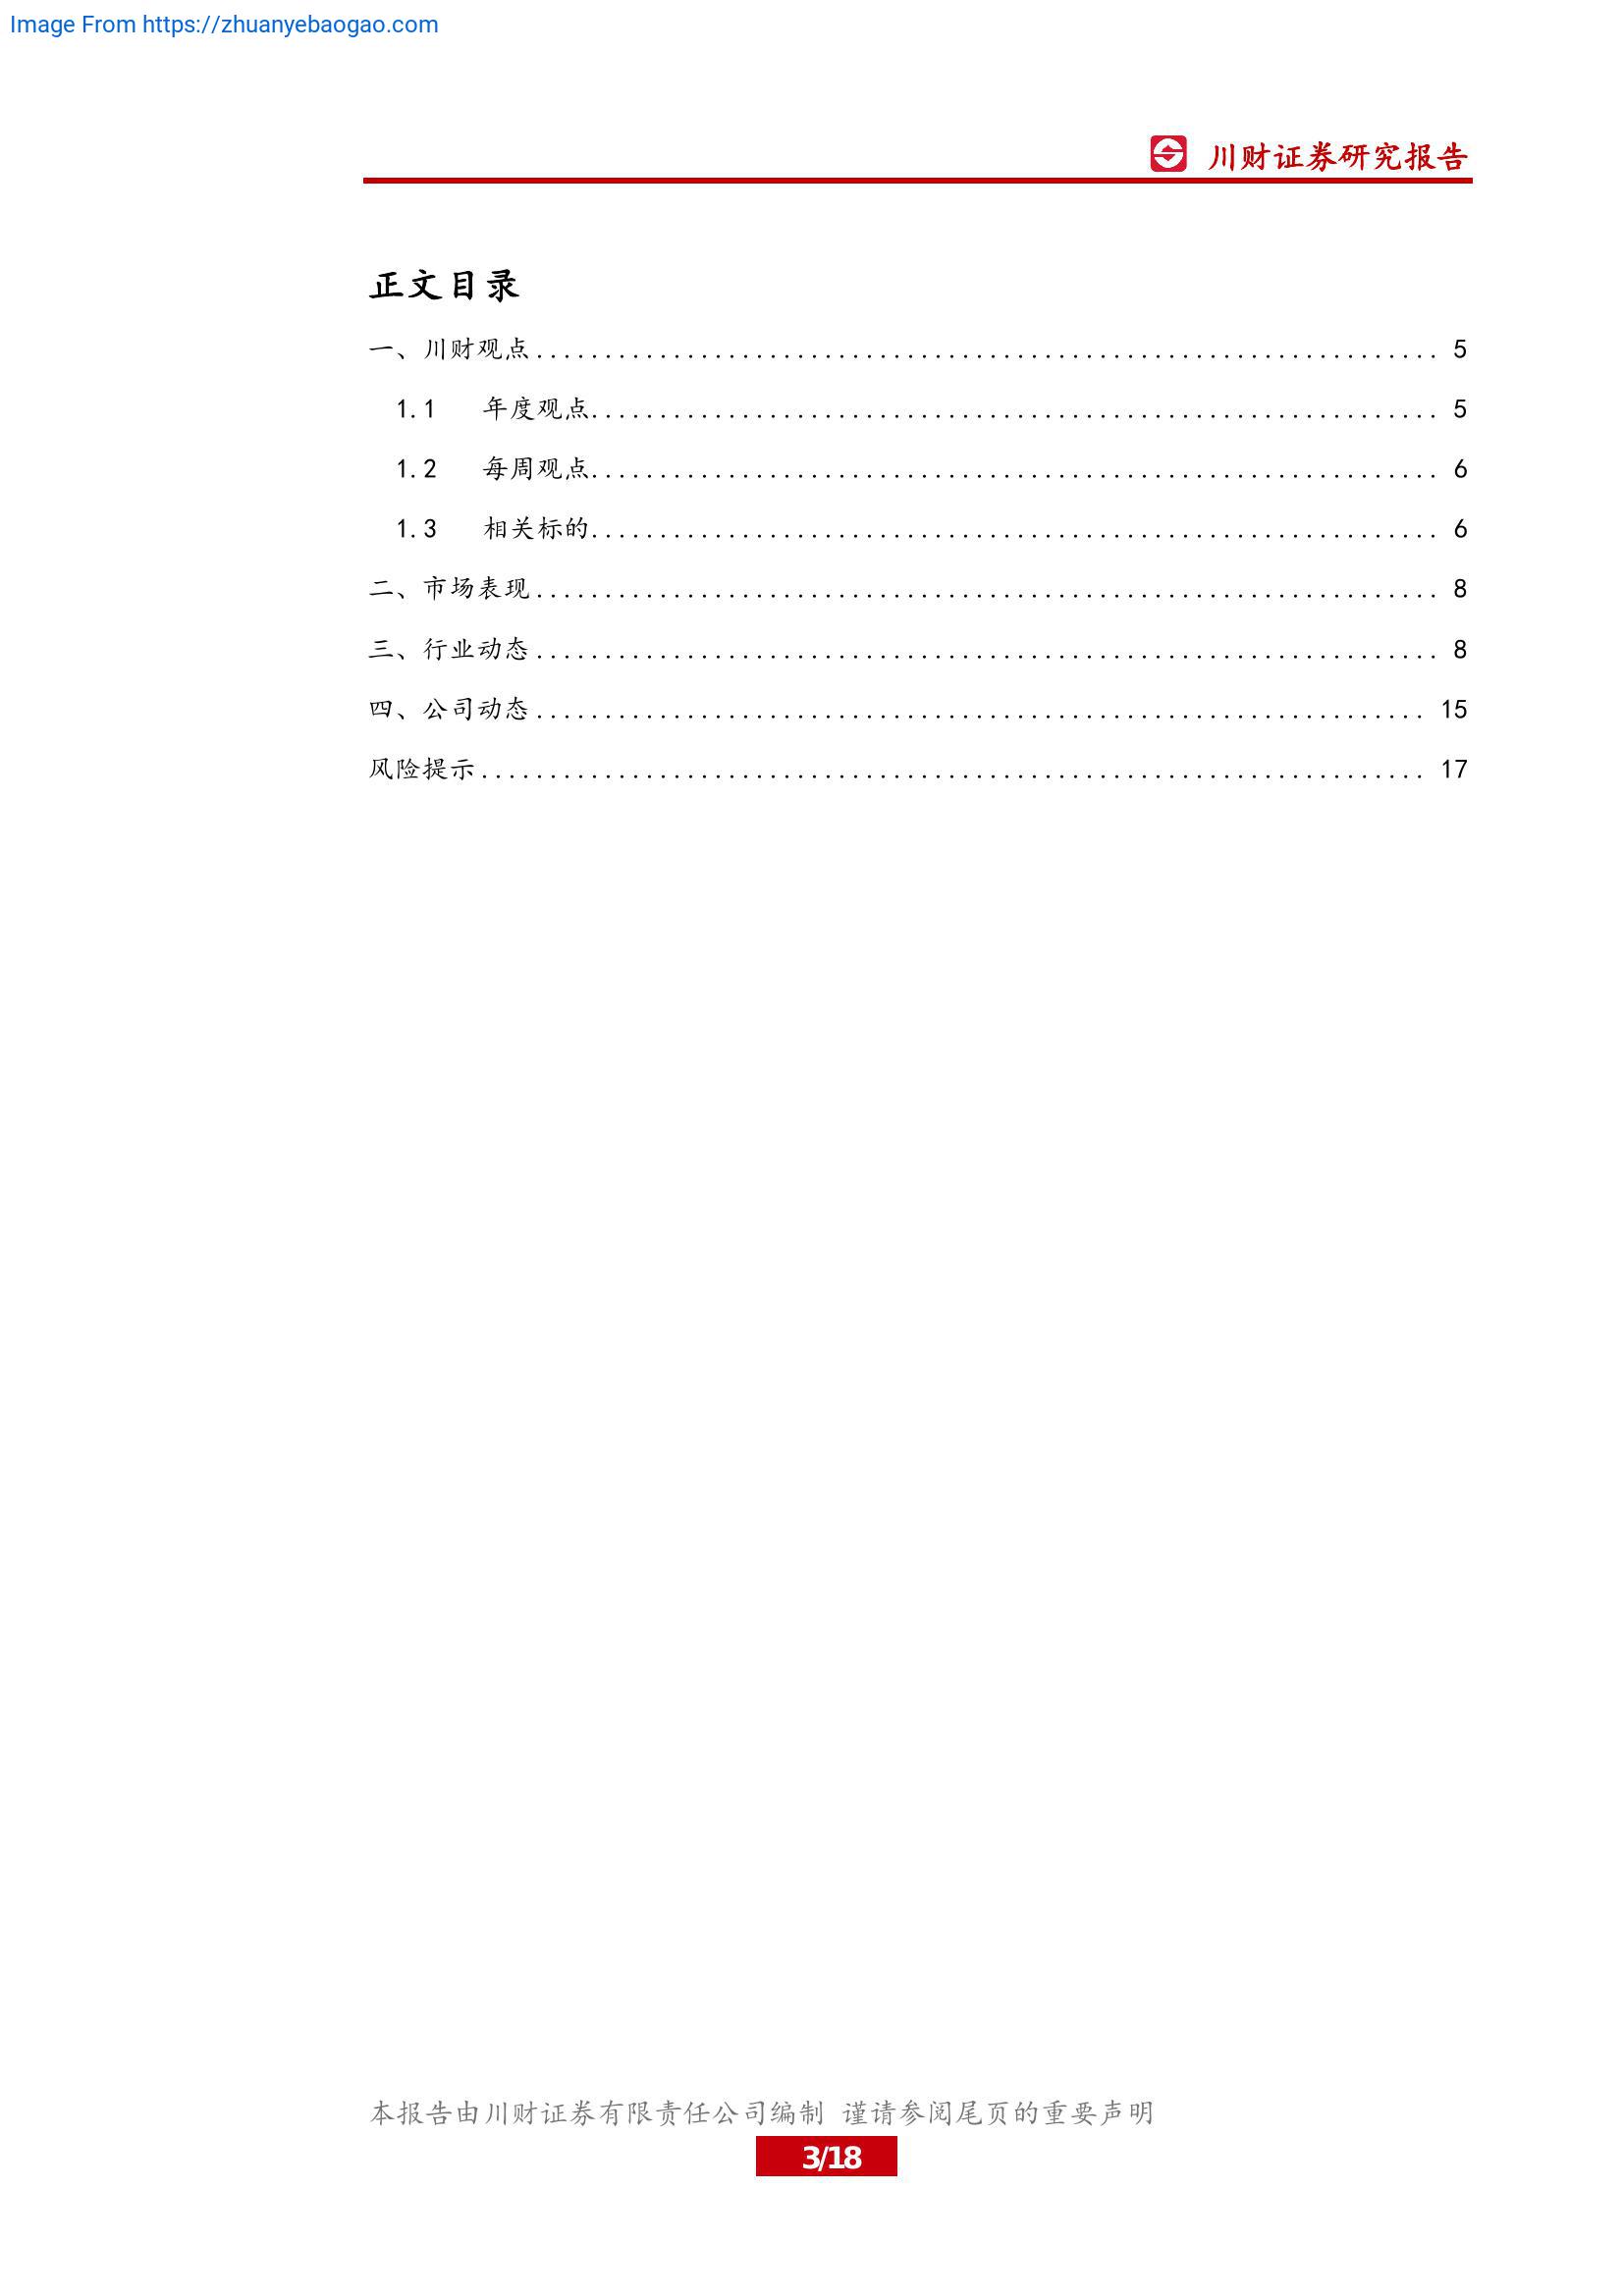 Image From https://zhuanyebaogao.com
川财证券研究报告
正文目录
一、川财观点.................................................................. 5
1.1 年度观点.............................................................. 5
1.2 每周观点.............................................................. 6
1.3 相关标的.............................................................. 6
二、市场表现.................................................................. 8
三、行业动态.................................................................. 8
四、公司动态................................................................. 15
风险提示..................................................................... 17
本报告由川财证券有限责任公司编制 谨请参阅尾页的重要声明
3/18